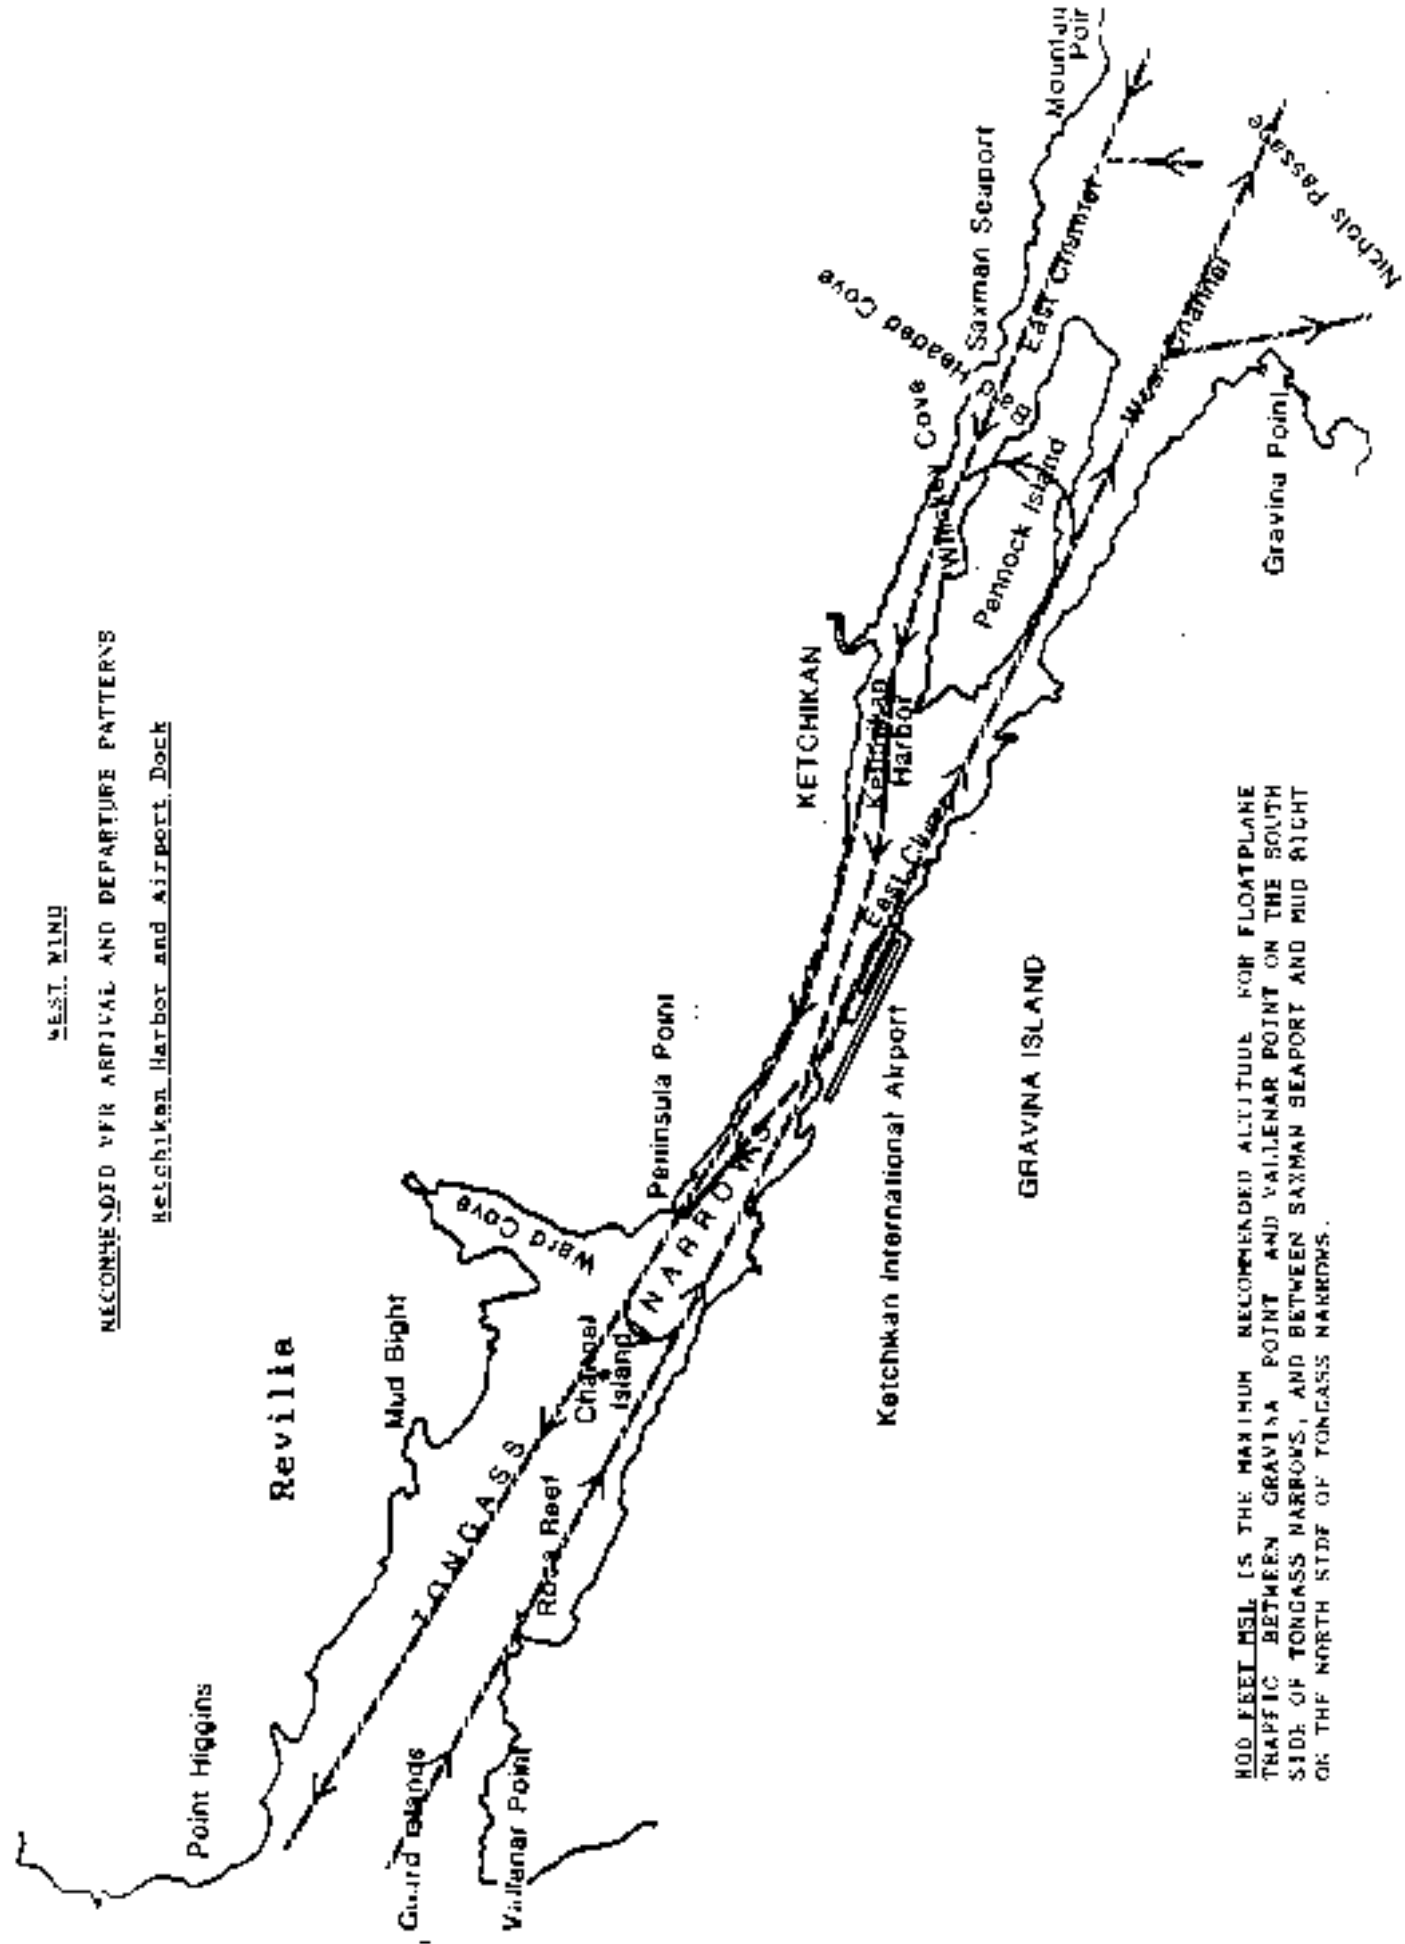 WEST WIND
RECOMMENDED VFR ARRIVAL AND DEPARTURE PATTERNS
Ketchikan Harbor and Airport Dock
Revilla
Point Higgins
Mud Bight
Ward Cove
Peninsula Point
KETCHIKAN
Ketchikan
Harbor
Whiskey Cove
Bald Headed Cove
Saxman Seaport
East Channel
Guard Islands
Vallenar Point
Rosa Reef
Channel
Island
TONGASS
NARROWS
East
Pennock Island
West Channel
Nichols Passage
Gravina Point
Ketchikan International Airport
GRAVINA ISLAND
FEET MSL IS THE MAXIMUM RECOMMENDED ALTITUDE FOR FLOATPLANE
TRAFFIC BETWEEN GRAVINA POINT AND VALLENAR POINT ON THE SOUTH
SIDE OF TONGASS NARROWS, AND BETWEEN SAXMAN SEAPORT AND MUD BIGHT
ON THE NORTH SIDE OF TONGASS NARROWS.